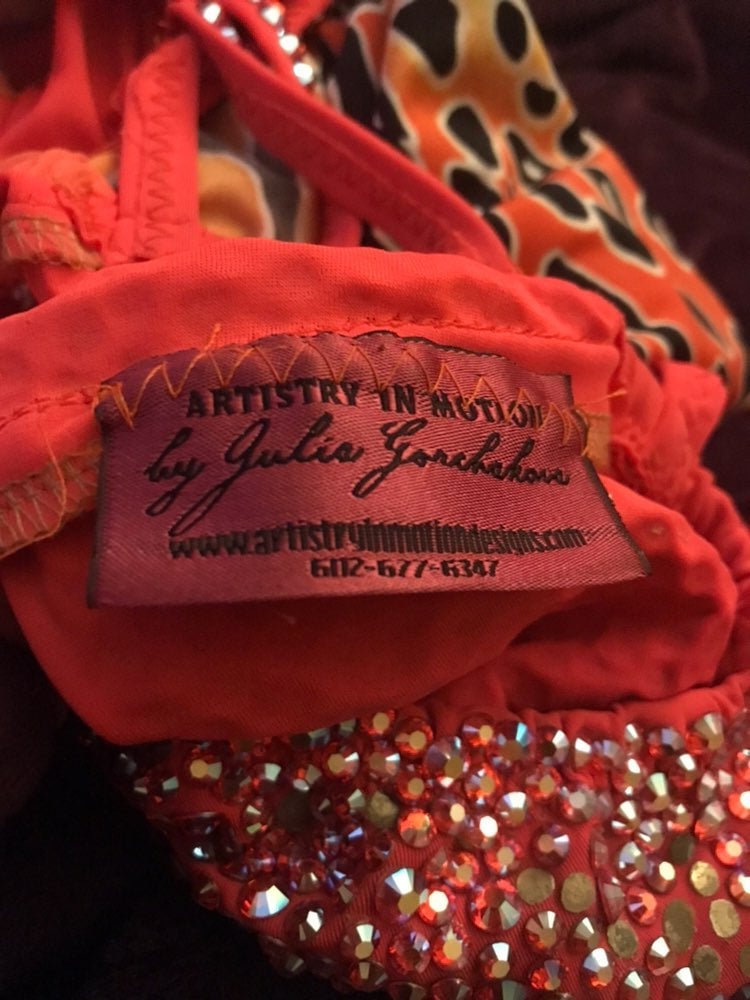 ARTISTRY IN MOTION
by Julia Gorchakova
www.artistryinmotiondesigns.com
602-677-6347